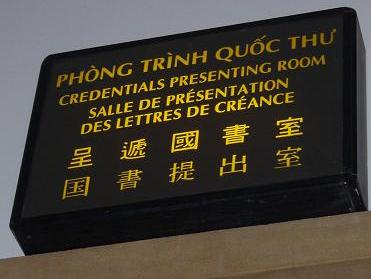 PHÒNG TRÌNH QUỐC THƯ
CREDENTIALS PRESENTING ROOM
SALLE DE PRÉSENTATION
DES LETTRES DE CRÉANCE
呈遞國書室
国書提出室